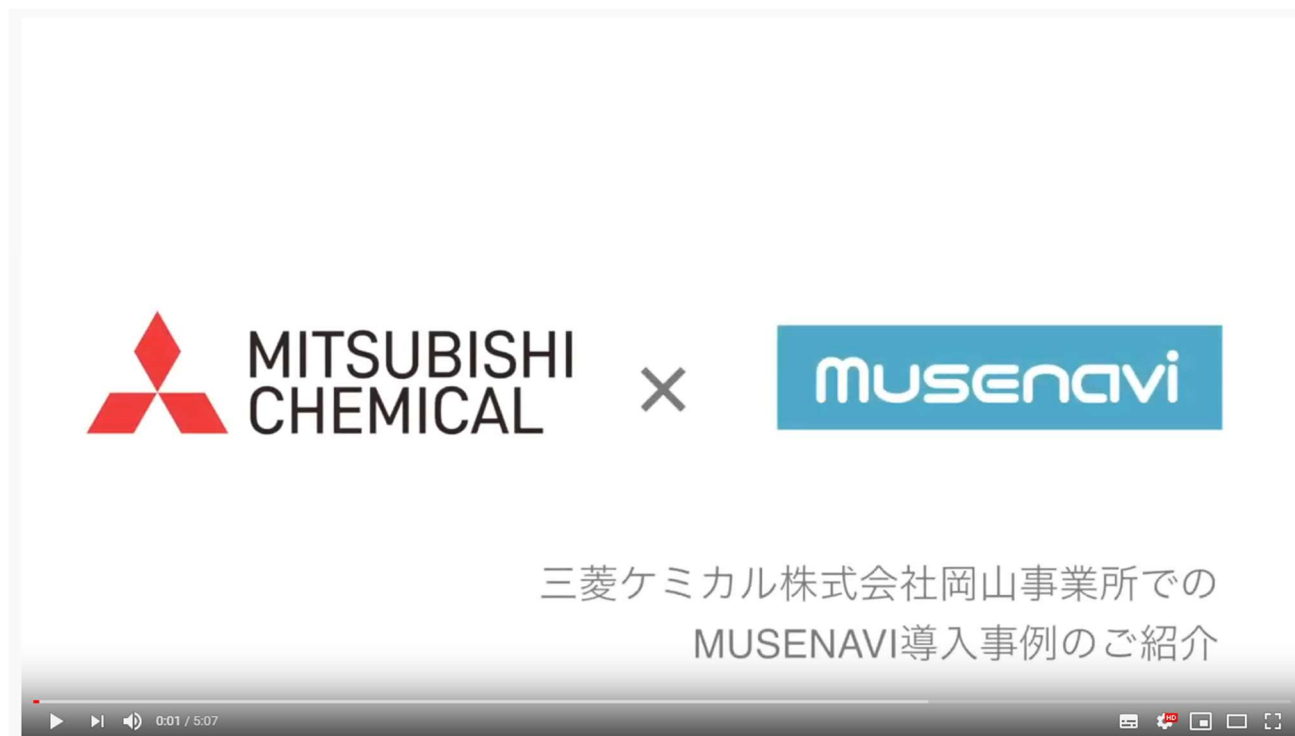 MITSUBISHI
CHEMICAL
×
musenavi
三菱ケミカル株式会社岡山事業所での
MUSENAVI導入事例のご紹介
0:01 / 5:07
HD